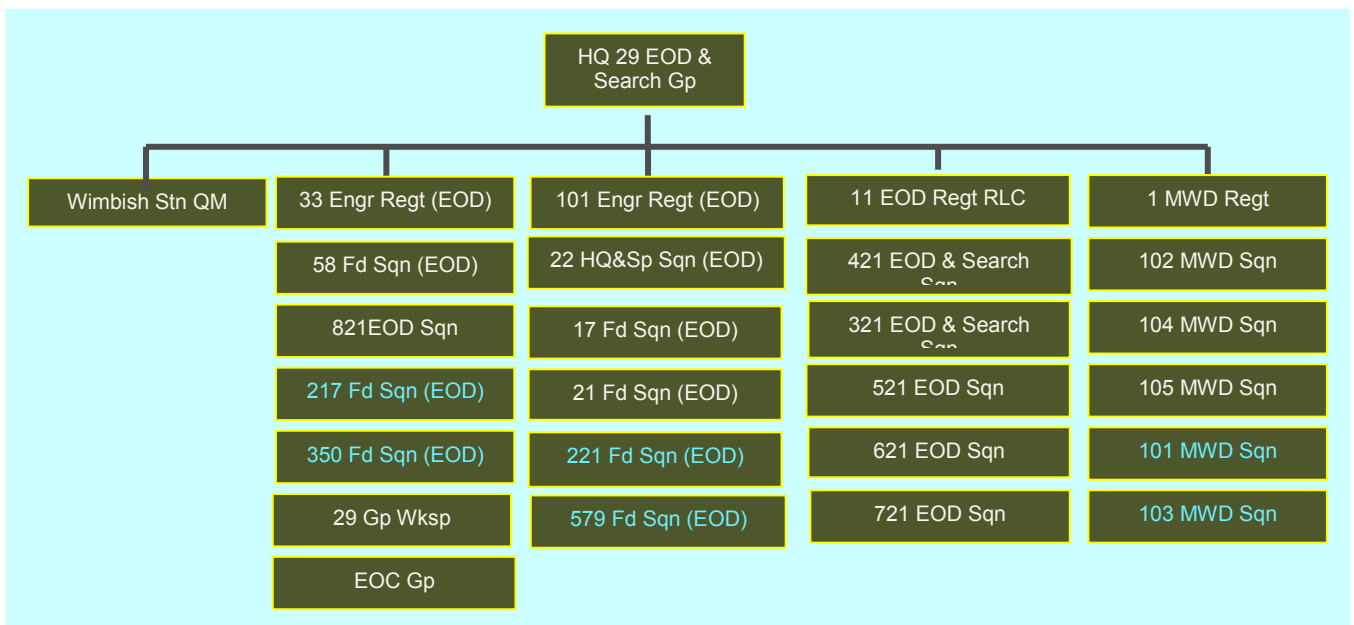 HQ 29 EOD &
Search Gp
Wimbish Stn QM
33 Engr Regt (EOD)
58 Fd Sqn (EOD)
821EOD Sqn
217 Fd Sqn (EOD)
350 Fd Sqn (EOD)
29 Gp Wksp
EOC Gp
101 Engr Regt (EOD)
22 HQ&Sp Sqn (EOD)
17 Fd Sqn (EOD)
21 Fd Sqn (EOD)
221 Fd Sqn (EOD)
579 Fd Sqn (EOD)
11 EOD Regt RLC
421 EOD & Search
Sqn
321 EOD & Search
Sqn
521 EOD Sqn
621 EOD Sqn
721 EOD Sqn
1 MWD Regt
102 MWD Sqn
104 MWD Sqn
105 MWD Sqn
101 MWD Sqn
103 MWD Sqn